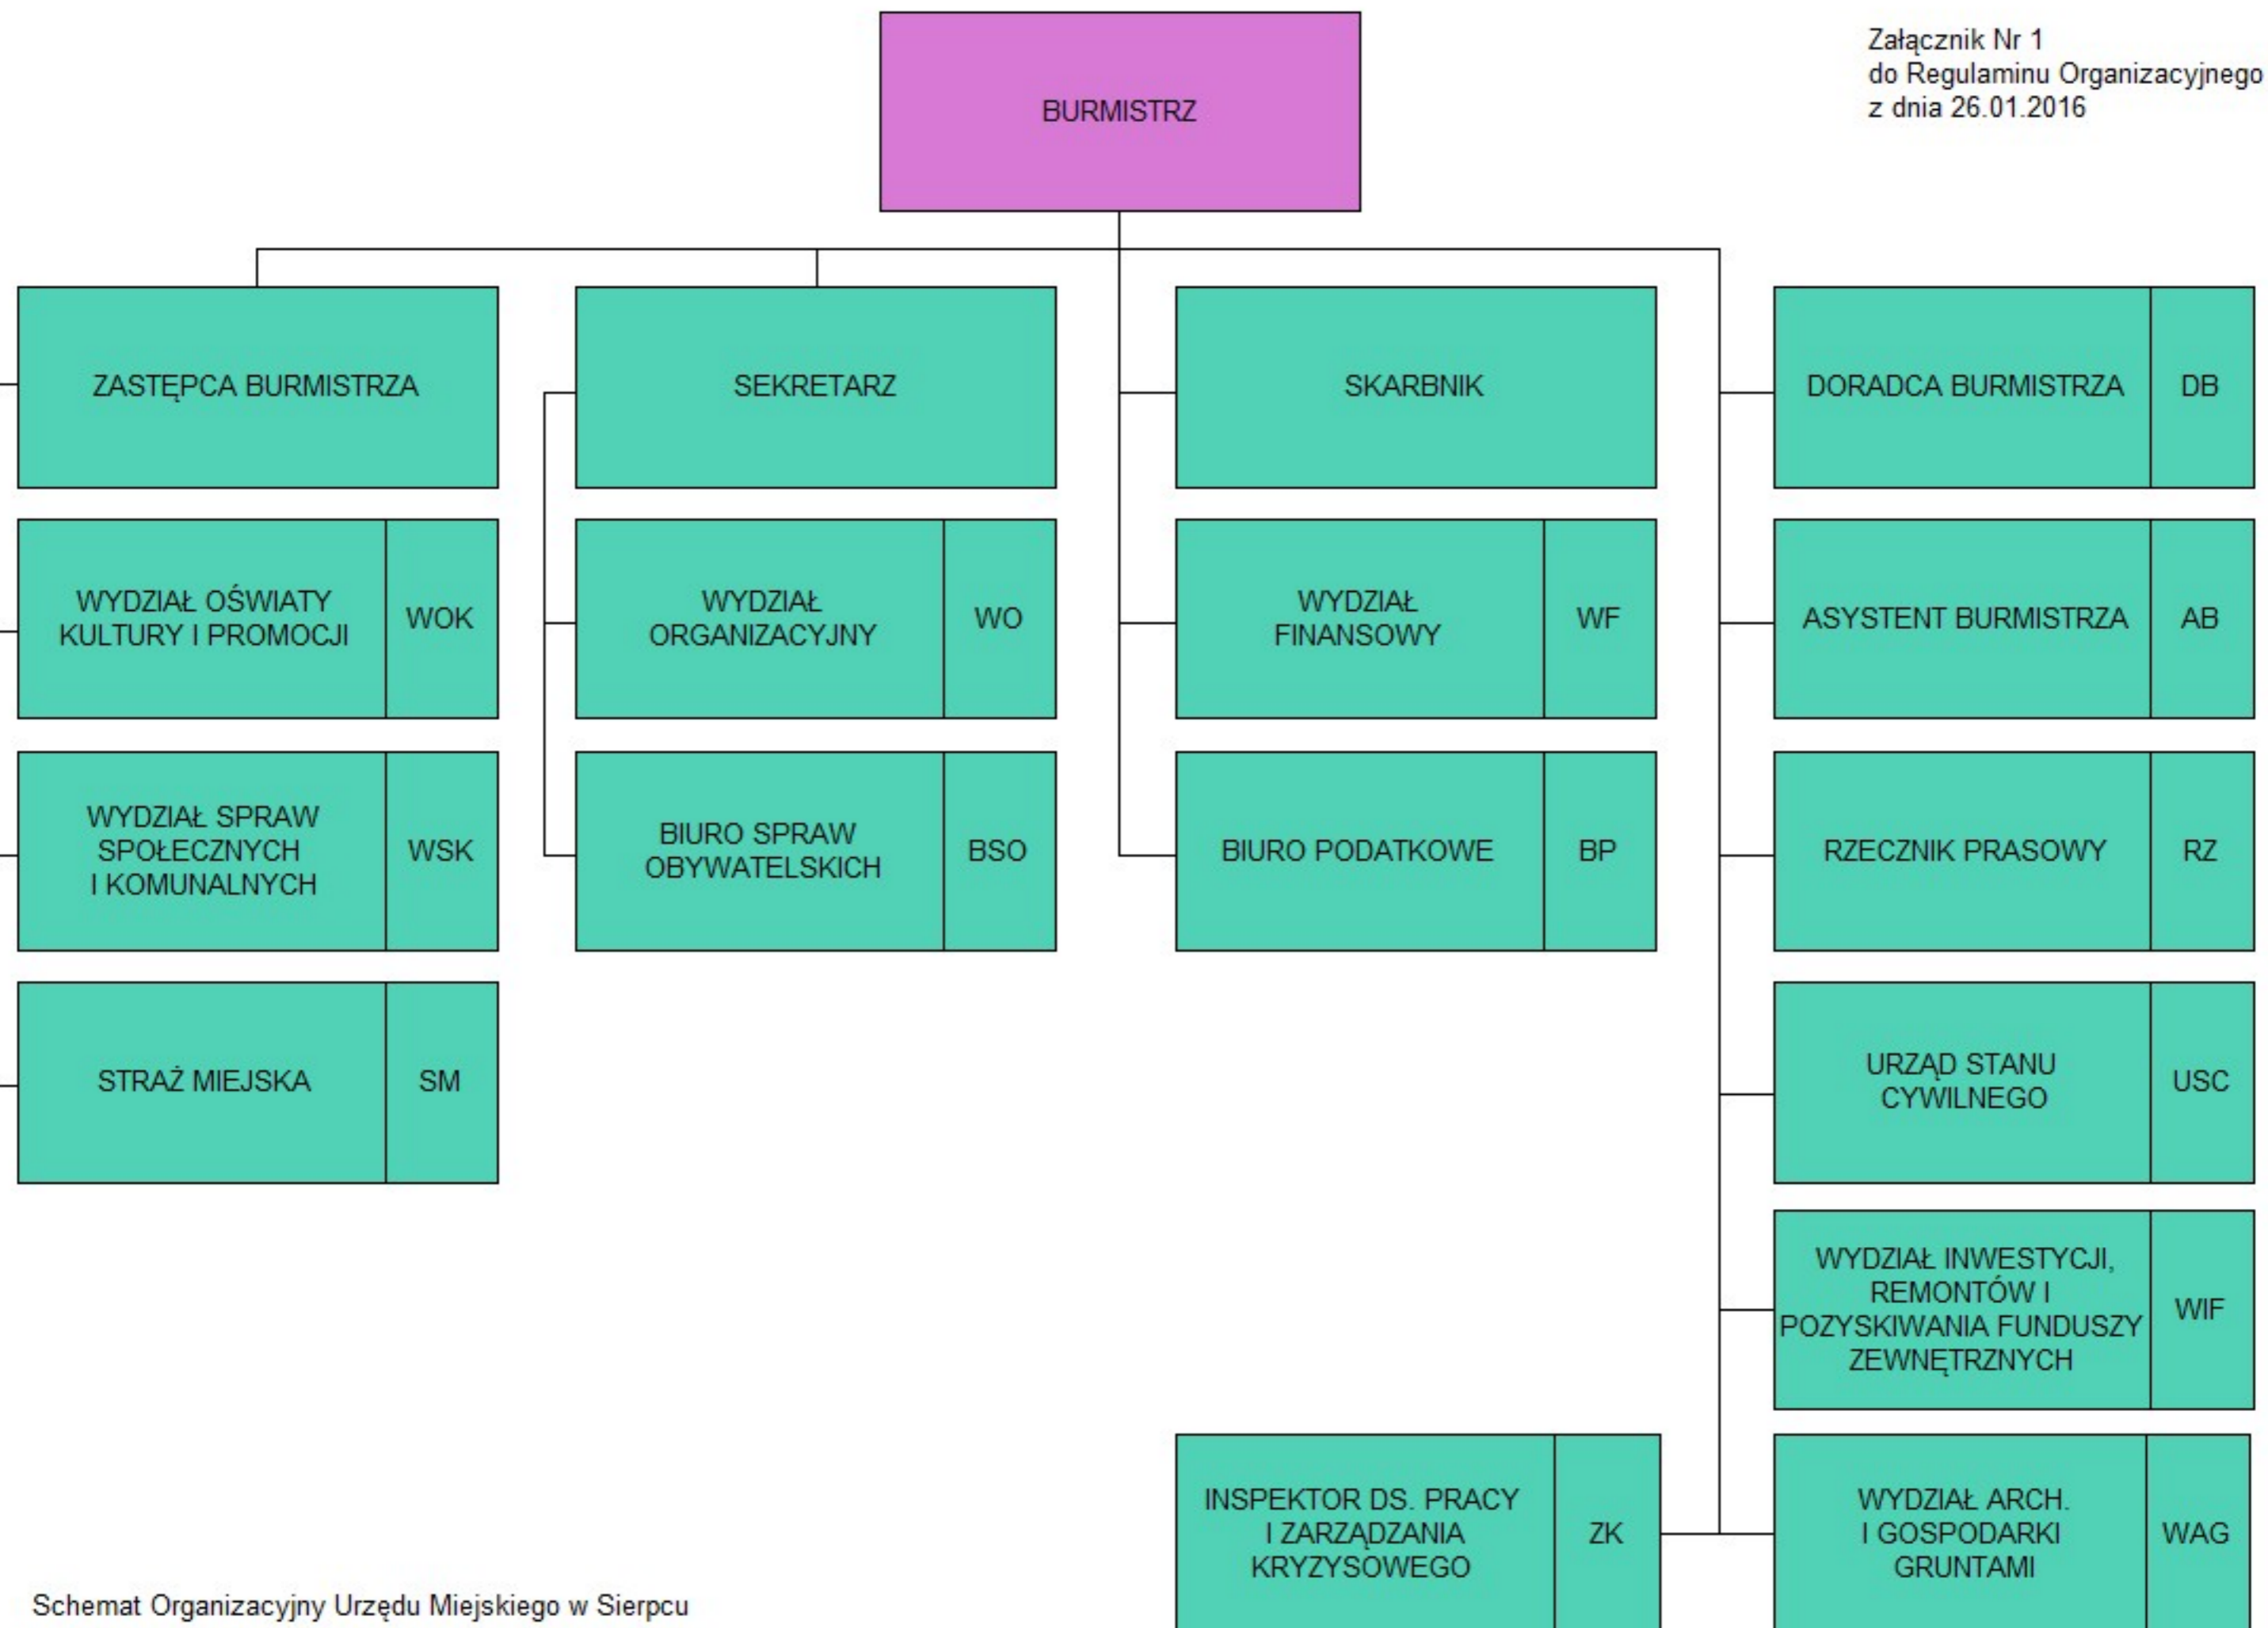 BURMISTRZ
Załącznik Nr 1
do Regulaminu Organizacyjnego
z dnia 26.01.2016
ZASTĘPCA BURMISTRZA
SEKRETARZ
SKARBNIK
DORADCA BURMISTRZA
DB
WYDZIAŁ OŚWIATY
KULTURY I PROMOCJI
WOK
WYDZIAŁ
ORGANIZACYJNY
WO
WYDZIAŁ
FINANSOWY
WF
ASYSTENT BURMISTRZA
AB
WYDZIAŁ SPRAW
SPOŁECZNYCH
I KOMUNALNYCH
WSK
BIURO SPRAW
OBYWATELSKICH
BSO
BIURO PODATKOWE
BP
RZECZNIK PRASOWY
RZ
STRAŻ MIEJSKA
SM
URZĄD STANU
CYWILNEGO
USC
WYDZIAŁ INWESTYCJI,
REMONTÓW I
POZYSKIWANIA FUNDUSZY
ZEWNĘTRZNYCH
WIF
INSPEKTOR DS. PRACY
I ZARZĄDZANIA
KRYZYSOWEGO
ZK
WYDZIAŁ ARCH.
I GOSPODARKI
GRUNTAMI
WAG
Schemat Organizacyjny Urzędu Miejskiego w Sierpcu